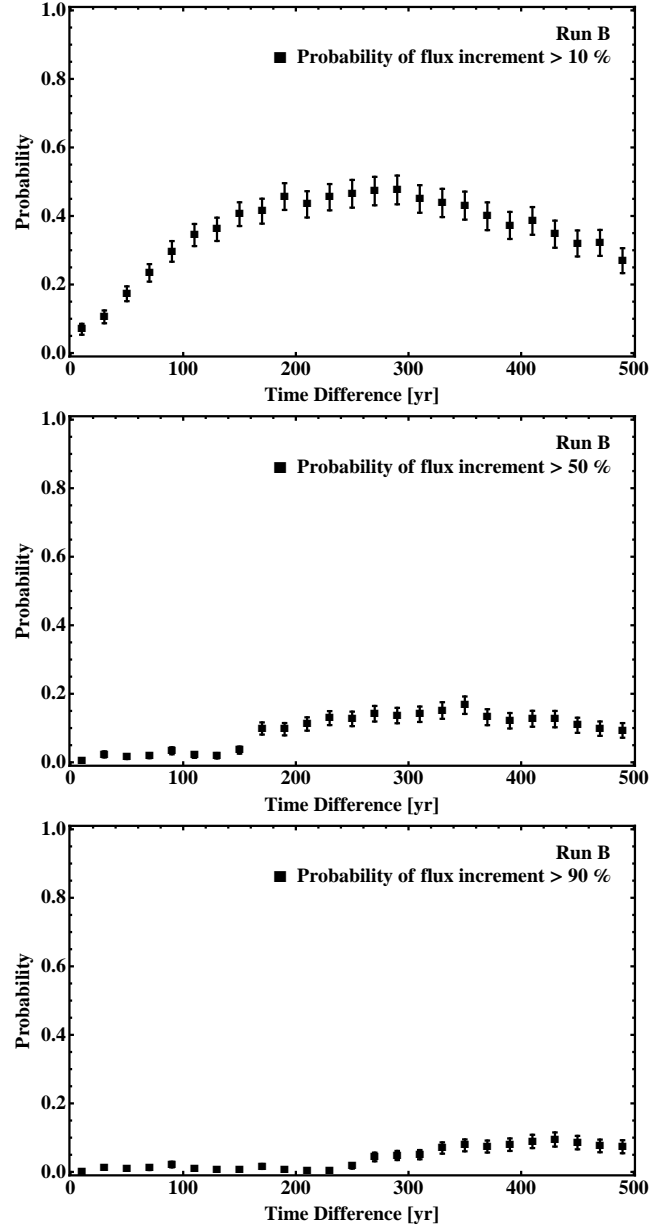 1.0
Run B
■ Probability of flux increment > 10 %
0.8
0.6
Probability
0.4
0.2
0.0
0 100 200 300 400 500
Time Difference [yr]
1.0
Run B
■ Probability of flux increment > 50 %
0.8
0.6
Probability
0.4
0.2
0.0
0 100 200 300 400 500
Time Difference [yr]
1.0
Run B
■ Probability of flux increment > 90 %
0.8
0.6
Probability
0.4
0.2
0.0
0 100 200 300 400 500
Time Difference [yr]